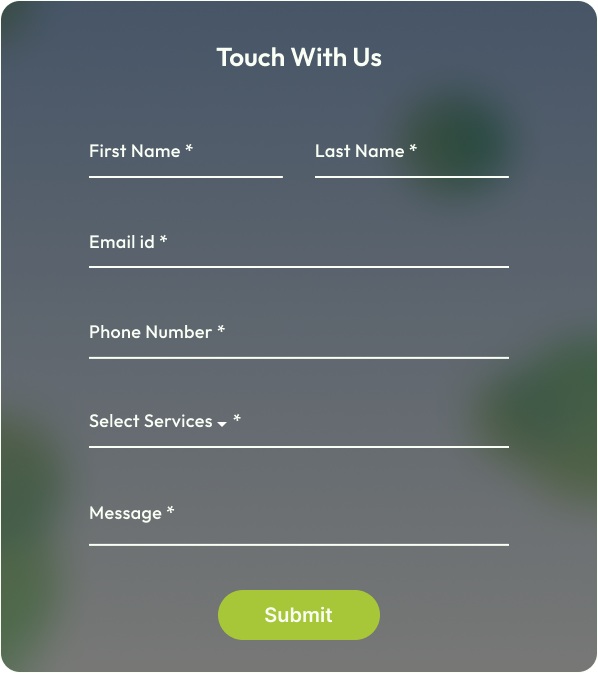 Touch With Us
First Name * Last Name *
Email id *
Phone Number *
Select Services *
Message *
Submit